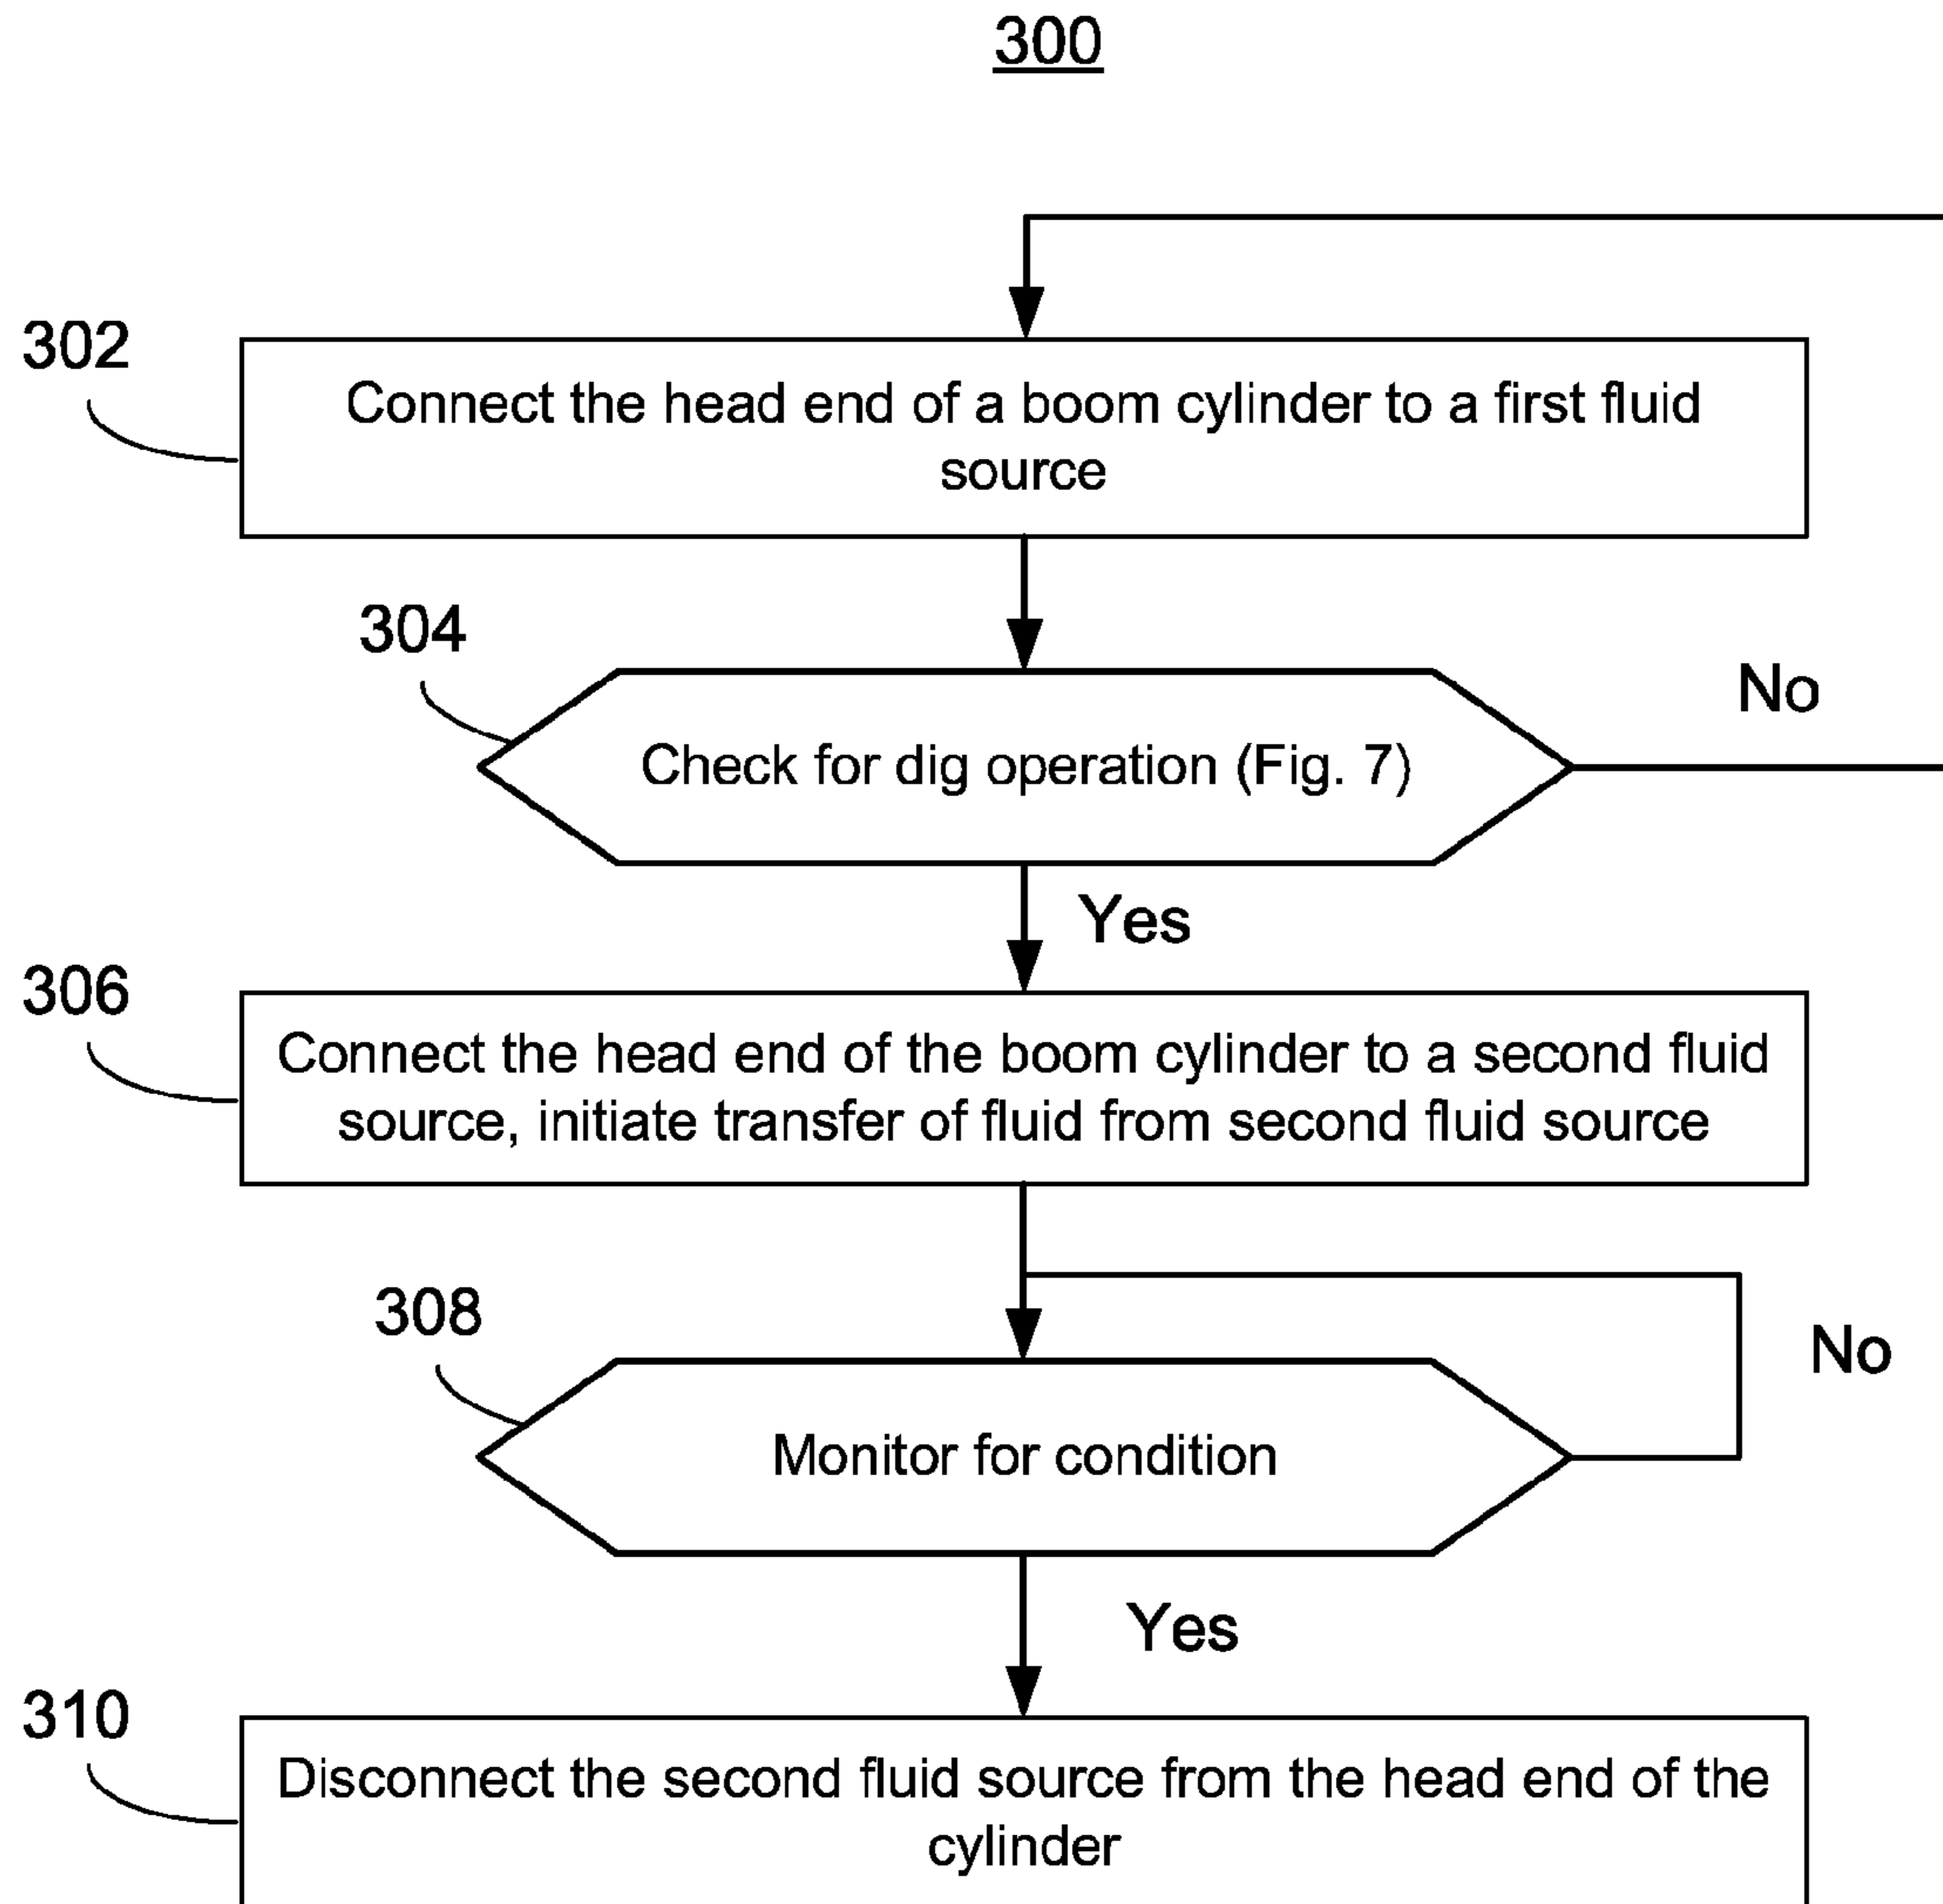 300
302
Connect the head end of a boom cylinder to a first fluid
source
304
No
Check for dig operation (Fig. 7)
Yes
306
Connect the head end of the boom cylinder to a second fluid
source, initiate transfer of fluid from second fluid source
308
No
Monitor for condition
Yes
310
Disconnect the second fluid source from the head end of the
cylinder